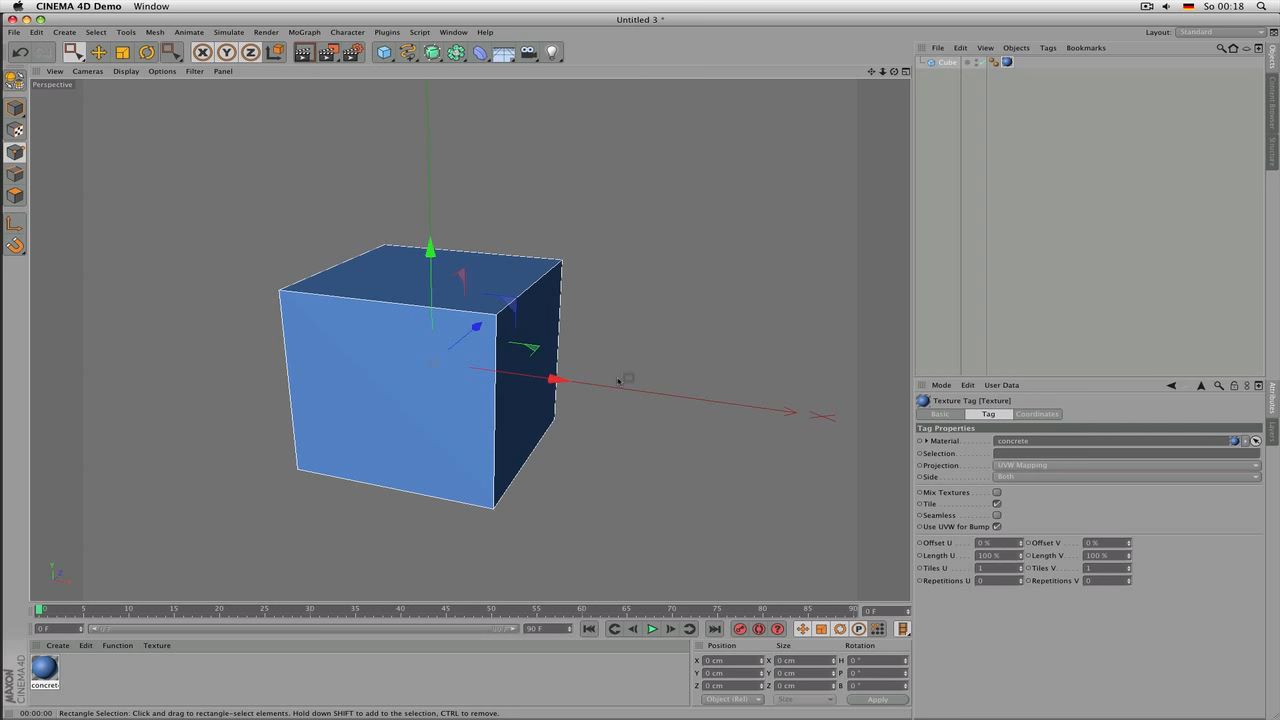 CINEMA 4D Demo Window So 00:18
Untitled 3 *
File Edit Create Select Tools Mesh Animate Simulate Render MoGraph Character Plugins Script Window Help Layout: Standard
X Y Z
View Cameras Display Options Filter Panel
File Edit View Objects Tags Bookmarks
Perspective
Cube
Objects
Content Browser
Structure
Mode Edit User Data
Attributes
Layers
Texture Tag [Texture]
Basic Tag Coordinates
Tag Properties
Material concrete
Selection
Projection UVW Mapping
Side Both
Mix Textures
Tile
Seamless
Use UVW for Bump
Offset U 0 % Offset V 0 %
Length U 100 % Length V 100 %
Tiles U 1 Tiles V 1
Repetitions U 0 Repetitions V 0
Y
Z
0 5 10 15 20 25 30 35 40 45 50 55 60 65 70 75 80 85 90 0 F
0 F 90 F P
Create Edit Function Texture
Position Size Rotation
X 0 cm X 0 cm H 0 °
Y 0 cm Y 0 cm P 0 °
Z 0 cm Z 0 cm B 0 °
Object (Rel) Size Apply
concret
MAXON
CINEMA 4D
00:00:00 Rectangle Selection: Click and drag to rectangle-select elements. Hold down SHIFT to add to the selection, CTRL to remove.